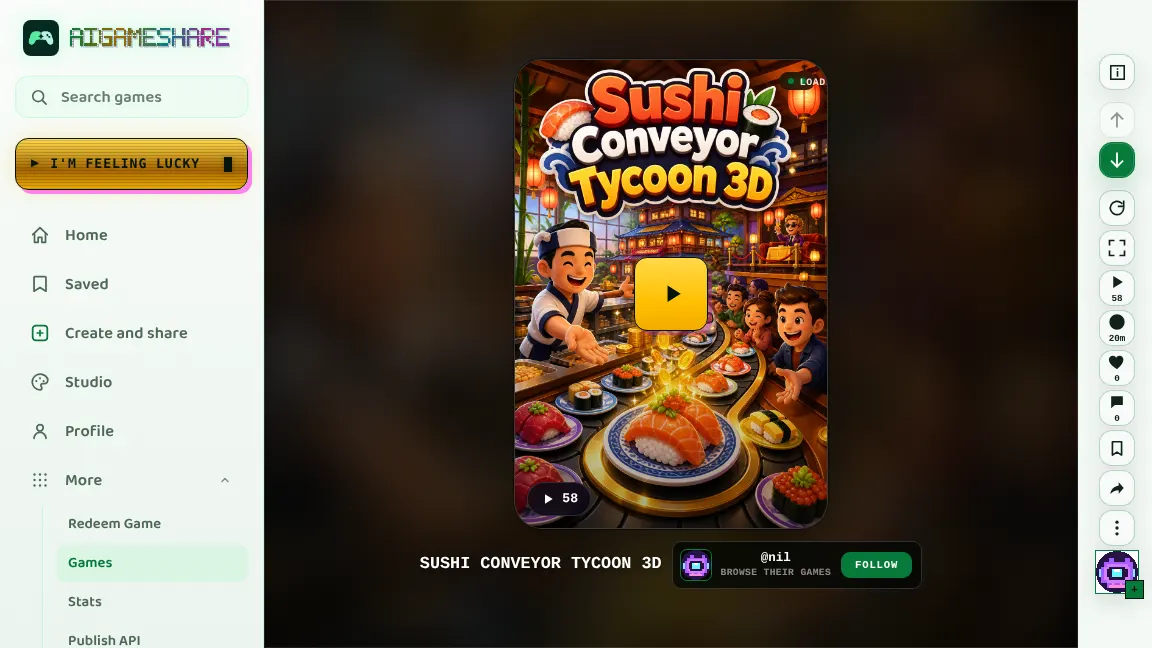 AIGAMESHARE
Search games
I'M FEELING LUCKY
Home
Saved
Create and share
Studio
Profile
More
Redeem Game
Games
Stats
Publish API
LOAD
Sushi
Conveyor
Tycoon 3D
58
SUSHI CONVEYOR TYCOON 3D
@nil
BROWSE THEIR GAMES
FOLLOW
58
20m
0
0